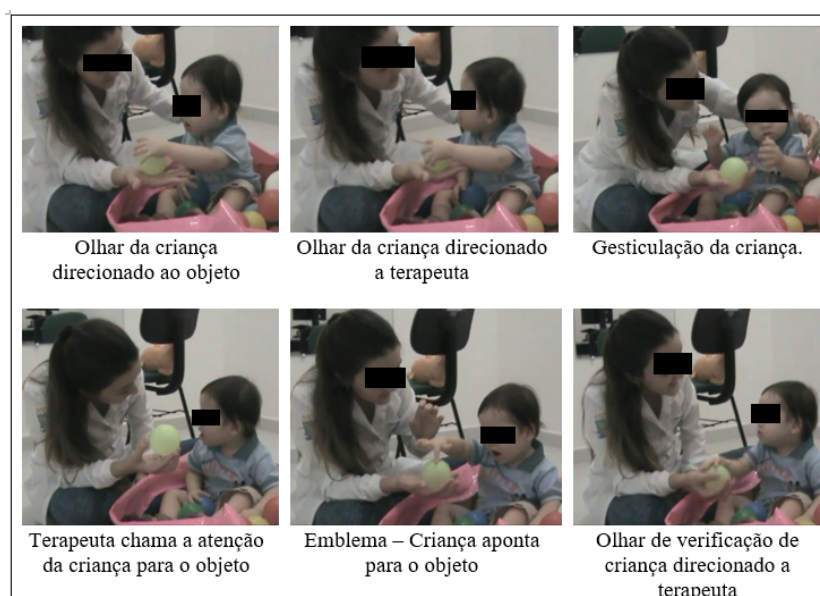 Olhar da criança
direcionado ao objeto
Olhar da criança direcionado
a terapeuta
Gesticulação da criança.
Terapeuta chama a atenção
da criança para o objeto
Emblema – Criança aponta
para o objeto
Olhar de verificação de
criança direcionado a
terapeuta